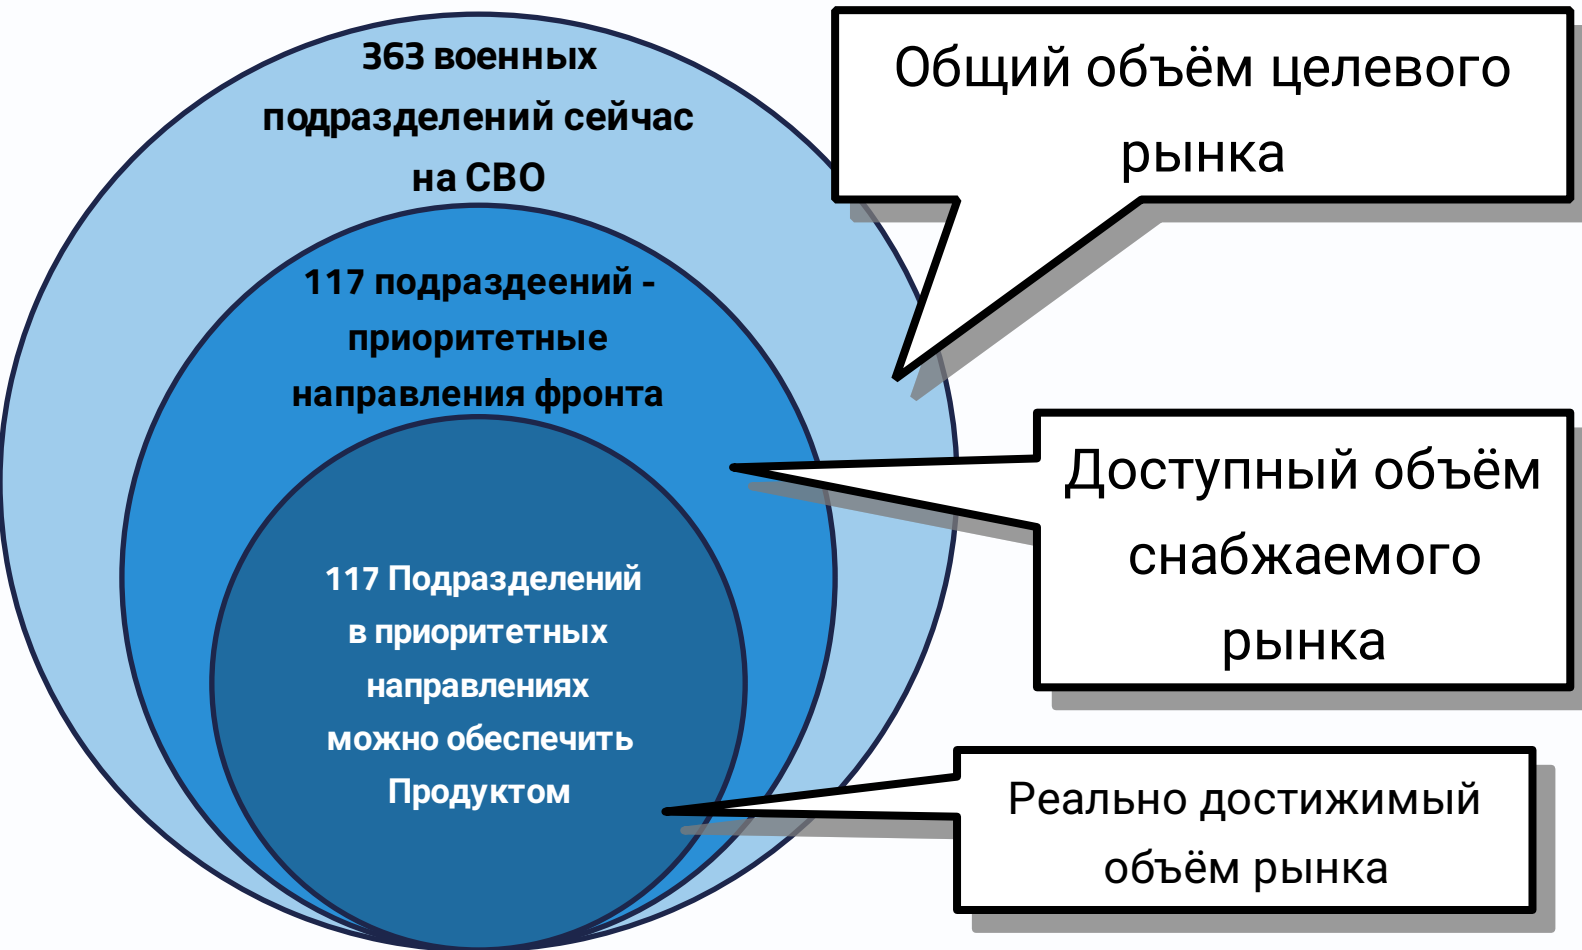 363 военных
подразделений сейчас
на СВО
Общий объём целевого
рынка
117 подраздеений -
приоритетные
направления фронта
Доступный объём
снабжаемого
рынка
117 Подразделений
в приоритетных
направлениях
можно обеспечить
Продуктом
Реально достижимый
объём рынка